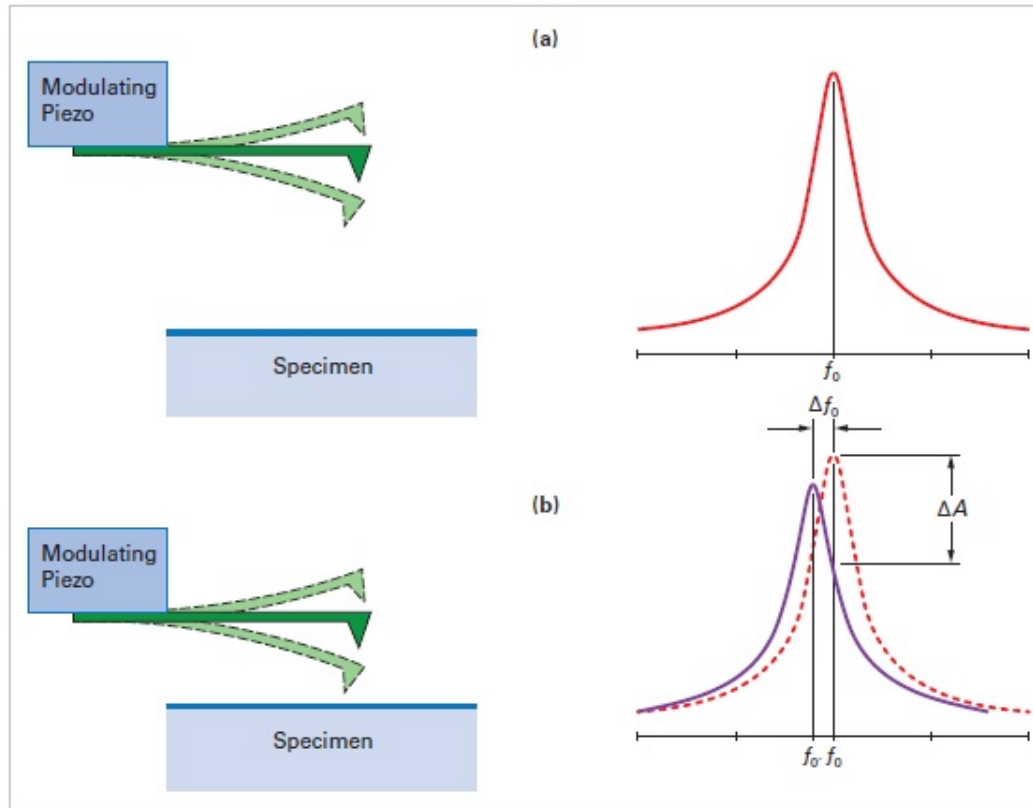 (a)
Modulating
Piezo
Specimen
f₀
Δf₀
(b)
ΔA
Modulating
Piezo
Specimen
f₀' f₀